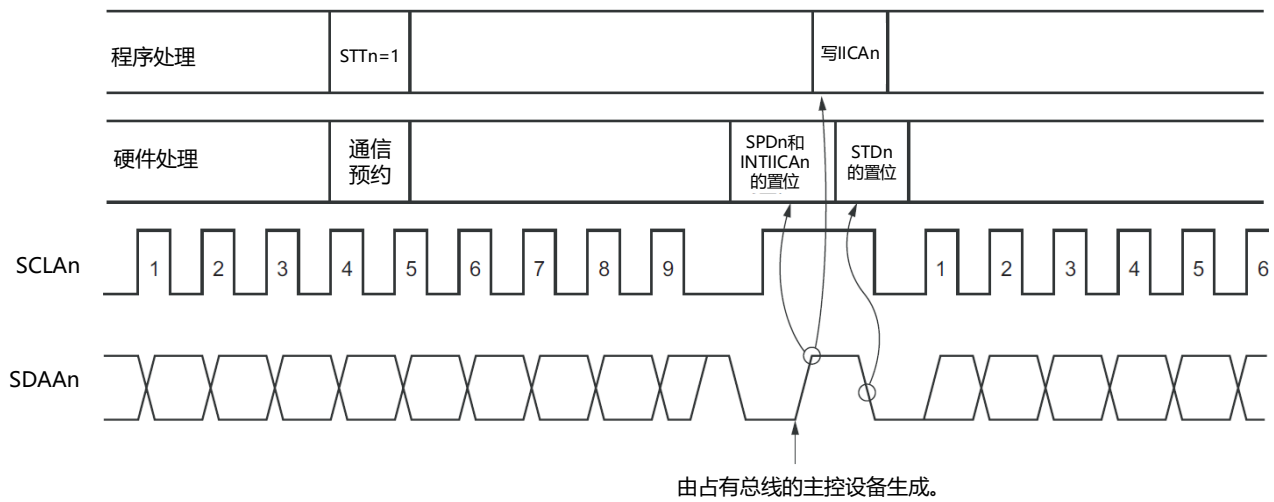 程序处理
STTn=1
写IICAn
硬件处理
通信
预约
SPDn和
INTIICAn
的置位
STDn
的置位
SCLAn
1 2 3 4 5 6 7 8 9 1 2 3 4 5 6
SDAAn
由占有总线的主控设备生成。